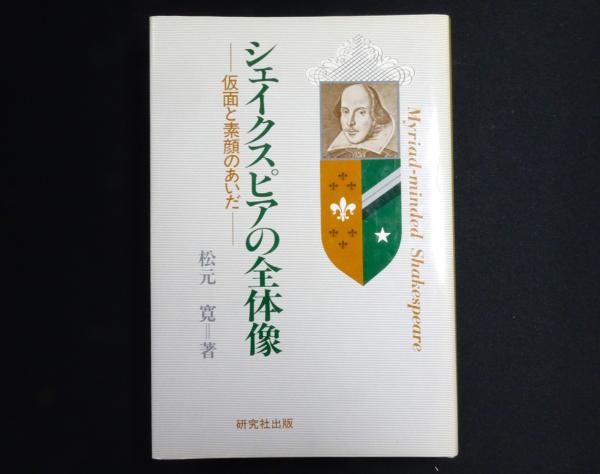 Myriad-minded Shakespeare
シェイクスピアの全体像
―仮面と素顔のあいだ―
松元 寛=著
研究社出版